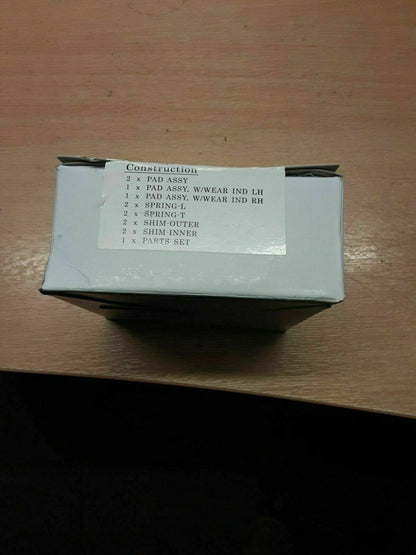 Construction
2 x PAD ASSY
1 x PAD ASSY, W/WEAR IND LH
1 x PAD ASSY, W/WEAR IND RH
2 x SPRING-L
2 x SPRING-T
2 x SHIM-OUTER
2 x SHIM-INNER
1 x PARTS SET